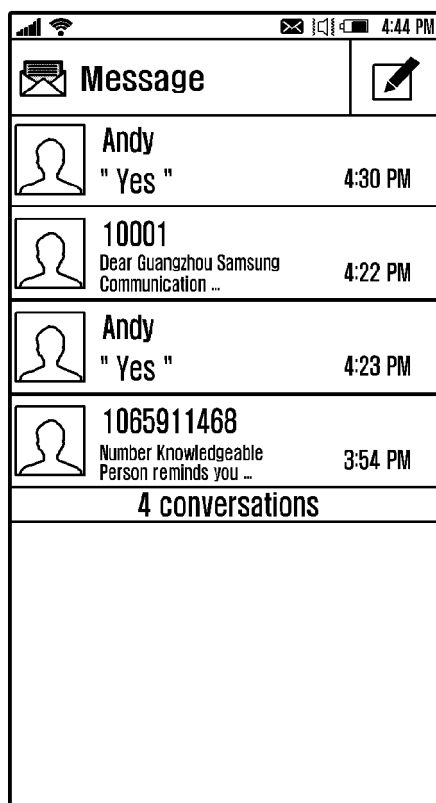 4:44 PM
Message
Andy
" Yes "
4:30 PM
10001
Dear Guangzhou Samsung
Communication ...
4:22 PM
Andy
" Yes "
4:23 PM
1065911468
Number Knowledgeable
Person reminds you ...
3:54 PM
4 conversations